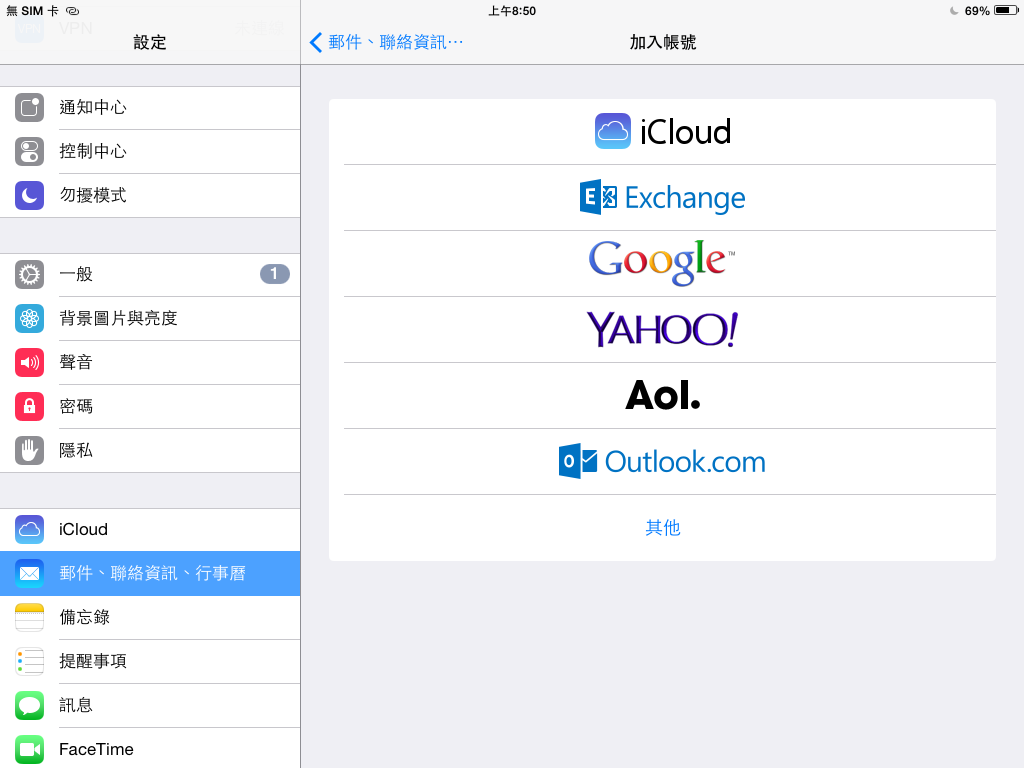 無 SIM 卡
上午8:50
69%
VPN
設定
郵件、聯絡資訊…
加入帳號
通知中心
控制中心
勿擾模式
一般
1
背景圖片與亮度
聲音
密碼
隱私
iCloud
郵件、聯絡資訊、行事曆
備忘錄
提醒事項
訊息
FaceTime
iCloud
E Exchange
Google™
YAHOO!
Aol.
O Outlook.com
其他